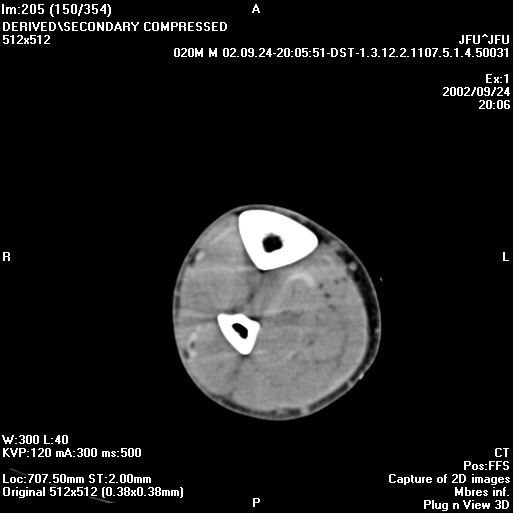 Im:205 (150/354)
A
DERIVED\SECONDARY COMPRESSED
512x512
JFU^JFU
020M M 02.09.24-20:05:51-DST-1.3.12.2.1107.5.1.4.50031
Ex:1
2002/09/24
20:06
R
L
W:300 L:40
KVP:120 mA:300 ms:500
CT
Pos:FFS
Loc:707.50mm ST:2.00mm
Capture of 2D images
Original 512x512 (0.38x0.38mm)
Mbres inf.
P
Plug n View 3D